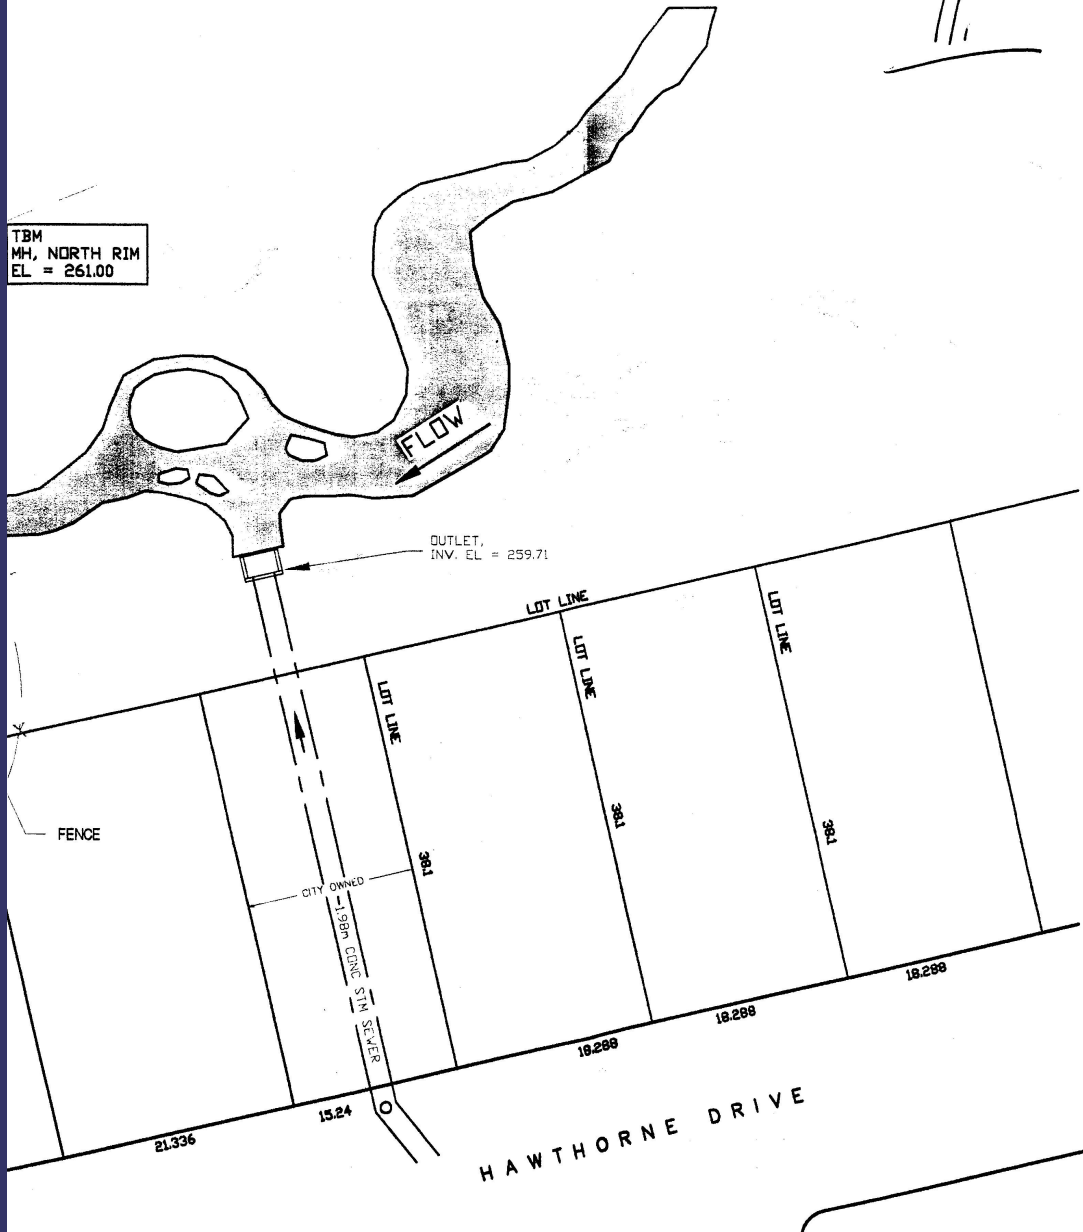 TBM
MH, NORTH RIM
EL = 261.00
FLOW
OUTLET,
INV. EL = 259.71
LOT LINE
LOT LINE
LOT LINE
LOT LINE
FENCE
38.1
38.1
38.1
CITY OWNED
1.98m CONC STM SEWER
18.288
18.288
18.288
15.24
21.336
HAWTHORNE DRIVE